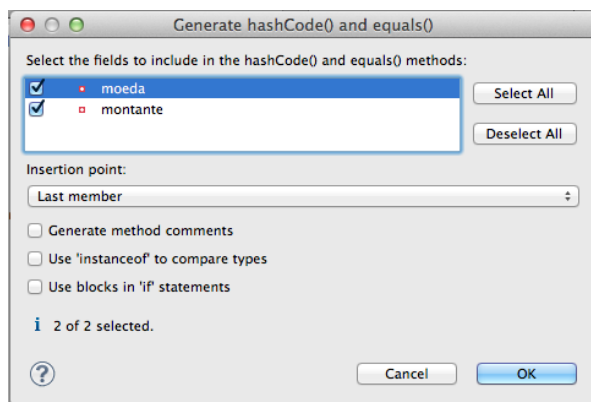 Generate hashCode() and equals()
Select the fields to include in the hashCode() and equals() methods:
moeda
montante
Select All
Deselect All
Insertion point:
Last member
Generate method comments
Use 'instanceof' to compare types
Use blocks in 'if' statements
i 2 of 2 selected.
?
Cancel
OK